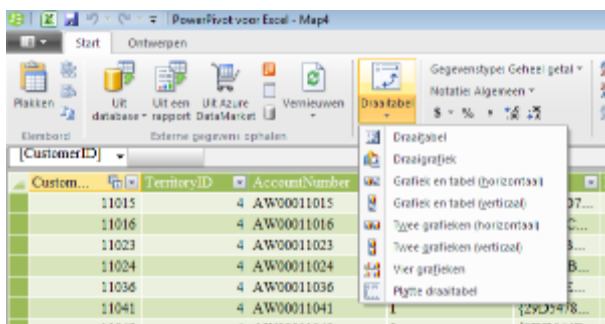 PowerPivot voor Excel - Map4
Start Ontwerpen
Plakken
Uit database
Uit een rapport
Uit Azure DataMarket
Vernieuwen
Draaitabel
Gegevenstype: Geheel getal
Notatie: Algemeen
$ %
Klembord
Externe gegevens ophalen
[CustomerID]
Draaitabel
Draaigrafiek
Grafiek en tabel (horizontaal)
Grafiek en tabel (verticaal)
Twee grafieken (horizontaal)
Twee grafieken (verticaal)
Vier grafieken
Platte draaitabel
Custom... TerritoryID AccountNumber
11015 4 AW00011015
11016 4 AW00011016
11023 4 AW00011023
11024 4 AW00011024
11036 4 AW00011036
11041 4 AW00011041 1 {29D5478...